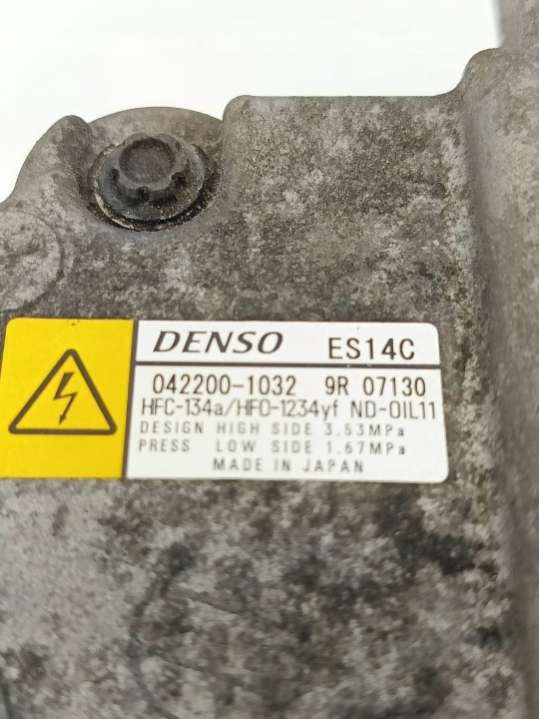 DENSO ES14C
042200-1032 9R 07130
HFC-134a/HFO-1234yf ND-OIL11
DESIGN HIGH SIDE 3.53MPa
PRESS LOW SIDE 1.67MPa
MADE IN JAPAN